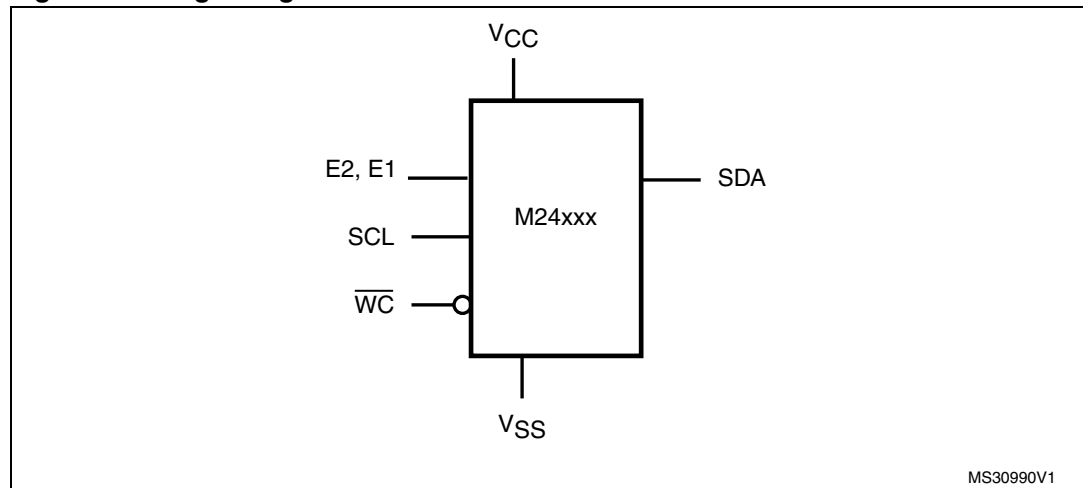 VCC
E2, E1
SDA
M24xxx
SCL
WC
VSS
MS30990V1